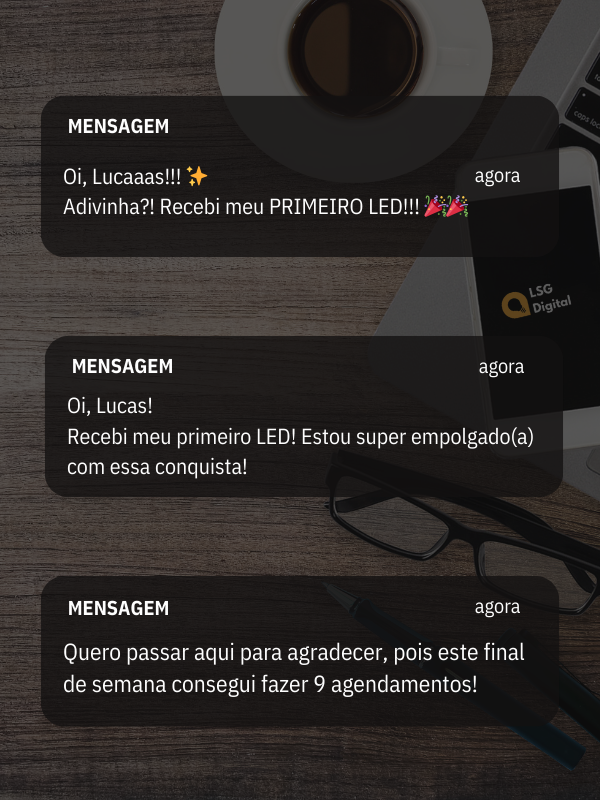 MENSAGEM
Oi, Lucaaas!!! ✨
agora
Adivinha?! Recebi meu PRIMEIRO LED!!! 🎉🎉
caps loc
LSG
Digital
MENSAGEM
agora
Oi, Lucas!
Recebi meu primeiro LED! Estou super empolgado(a)
com essa conquista!
MENSAGEM
agora
Quero passar aqui para agradecer, pois este final
de semana consegui fazer 9 agendamentos!